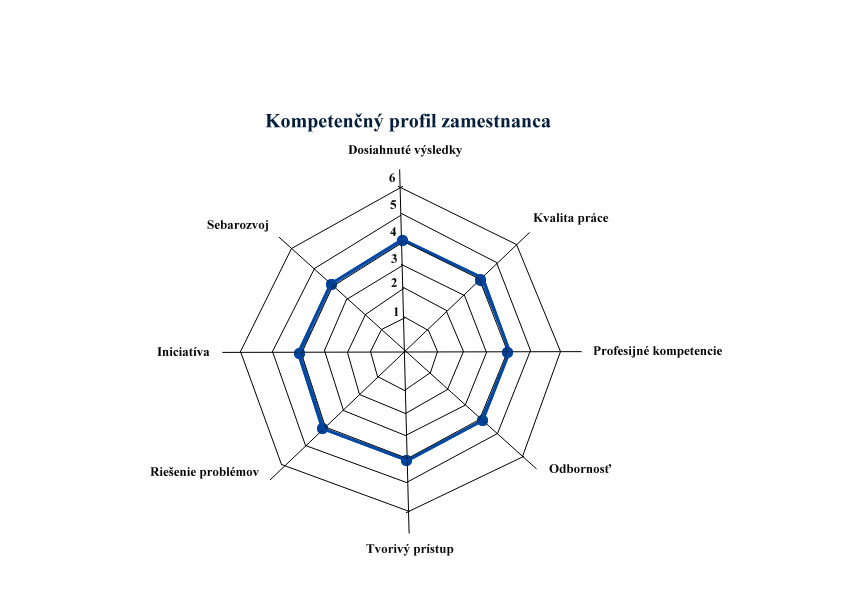 Kompetenčný profil zamestnanca
Dosiahnuté výsledky
6
5
4
3
2
1
Kvalita práce
Sebarozvoj
Iniciatíva
Profesijné kompetencie
Riešenie problémov
Odbornosť
Tvorivý prístup